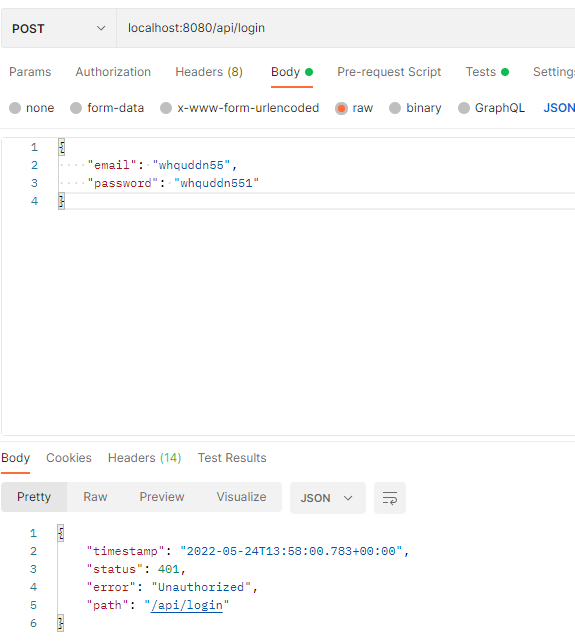 POST localhost:8080/api/login
Params Authorization Headers (8) Body Pre-request Script Tests Settings
none form-data x-www-form-urlencoded raw binary GraphQL JSON
1 {
2 "email": "whquddn55",
3 "password": "whquddn551"
4 }
Body Cookies Headers (14) Test Results
Pretty Raw Preview Visualize JSON
1 {
2 "timestamp": "2022-05-24T13:58:00.783+00:00",
3 "status": 401,
4 "error": "Unauthorized",
5 "path": "/api/login"
6 }